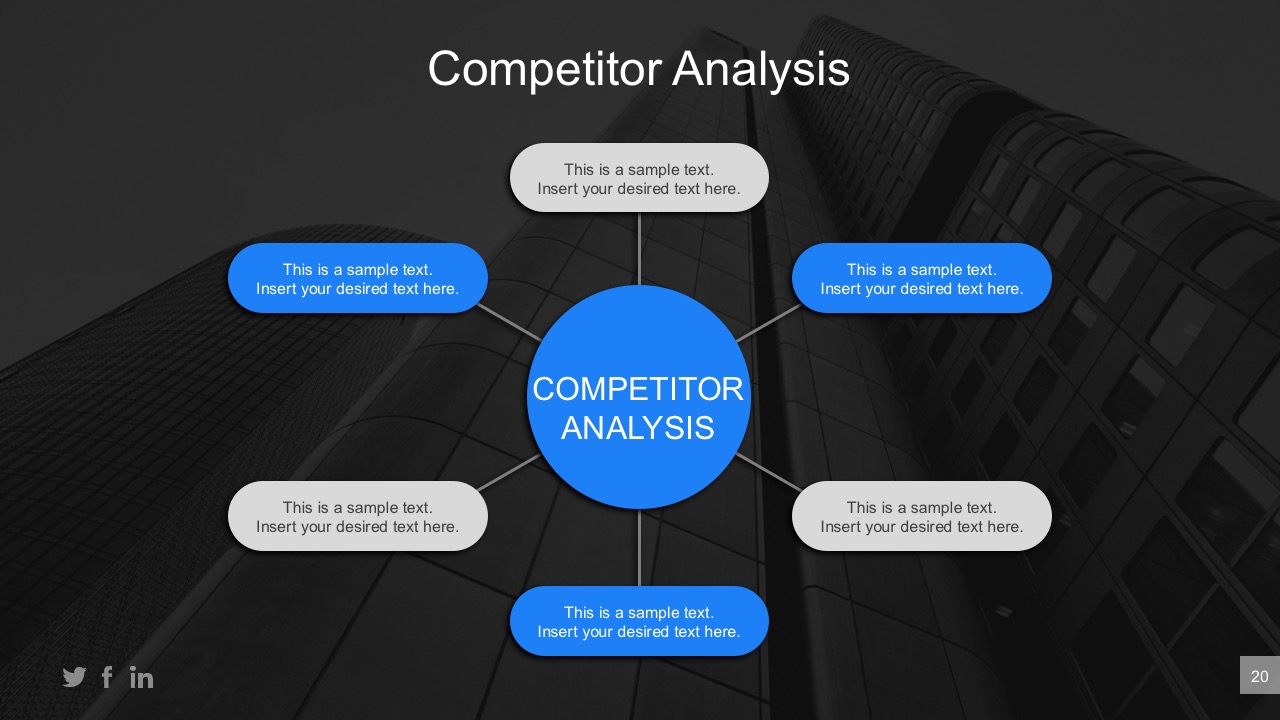 Competitor Analysis
This is a sample text.
Insert your desired text here.
This is a sample text.
Insert your desired text here.
This is a sample text.
Insert your desired text here.
COMPETITOR
ANALYSIS
This is a sample text.
Insert your desired text here.
This is a sample text.
Insert your desired text here.
This is a sample text.
Insert your desired text here.
20